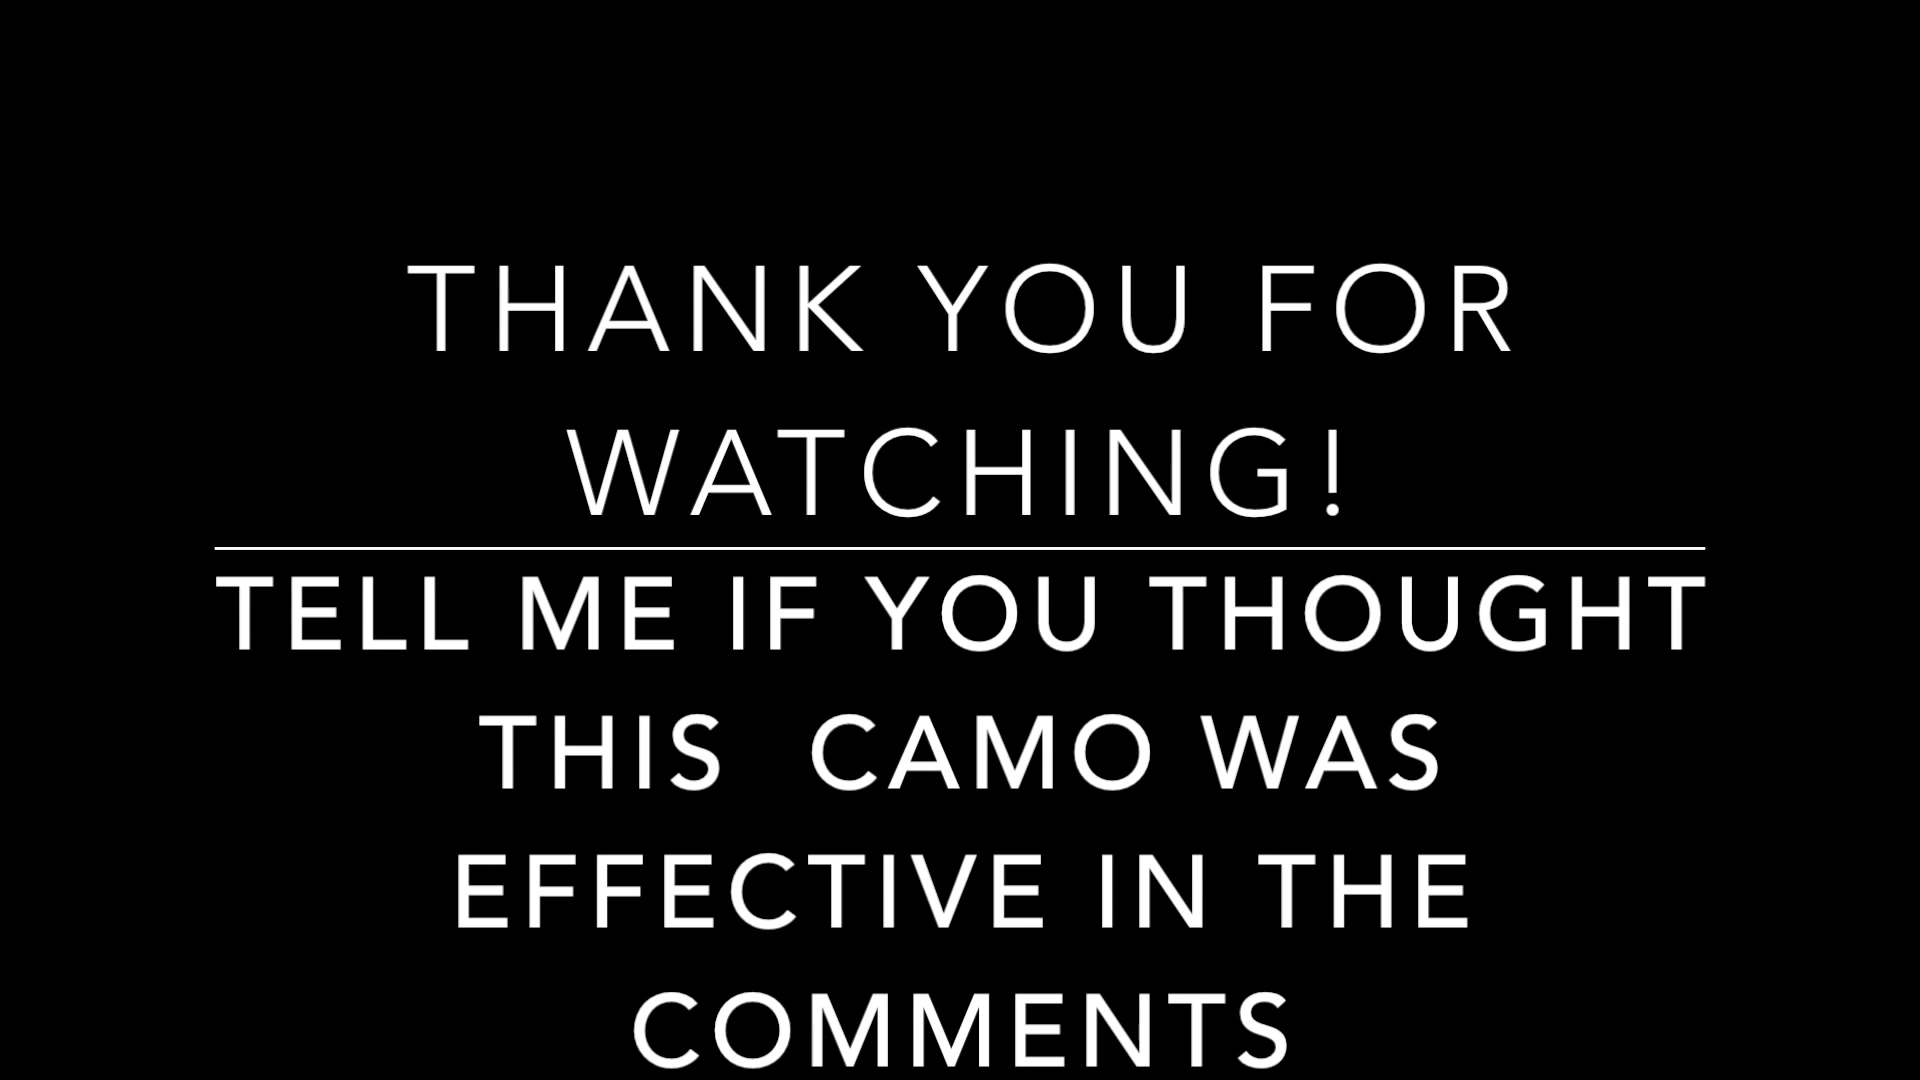 THANK YOU FOR
WATCHING!
TELL ME IF YOU THOUGHT
THIS  CAMO WAS
EFFECTIVE IN THE
COMMENTS